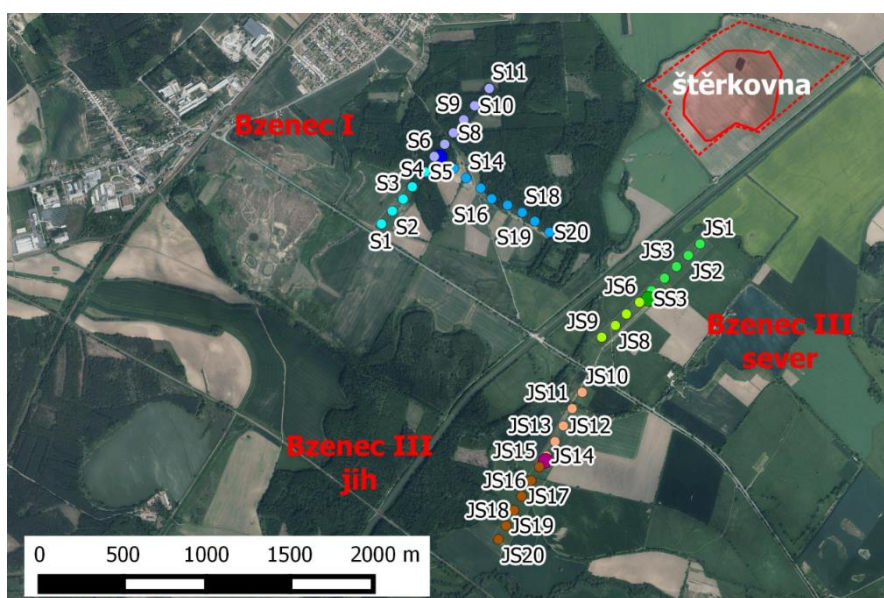 S11
S9
S10
štěrkovna
Bzenec I
S6
S8
S4
S5
S14
S3
S18
S16
S2
S19
S20
S1
JS1
JS3
JS2
JS6
SS3
JS9
JS8
Bzenec III
sever
JS10
JS11
JS13
JS12
JS15
JS14
Bzenec III
jih
JS16
JS17
JS18
JS19
JS20
0 500 1000 1500 2000 m